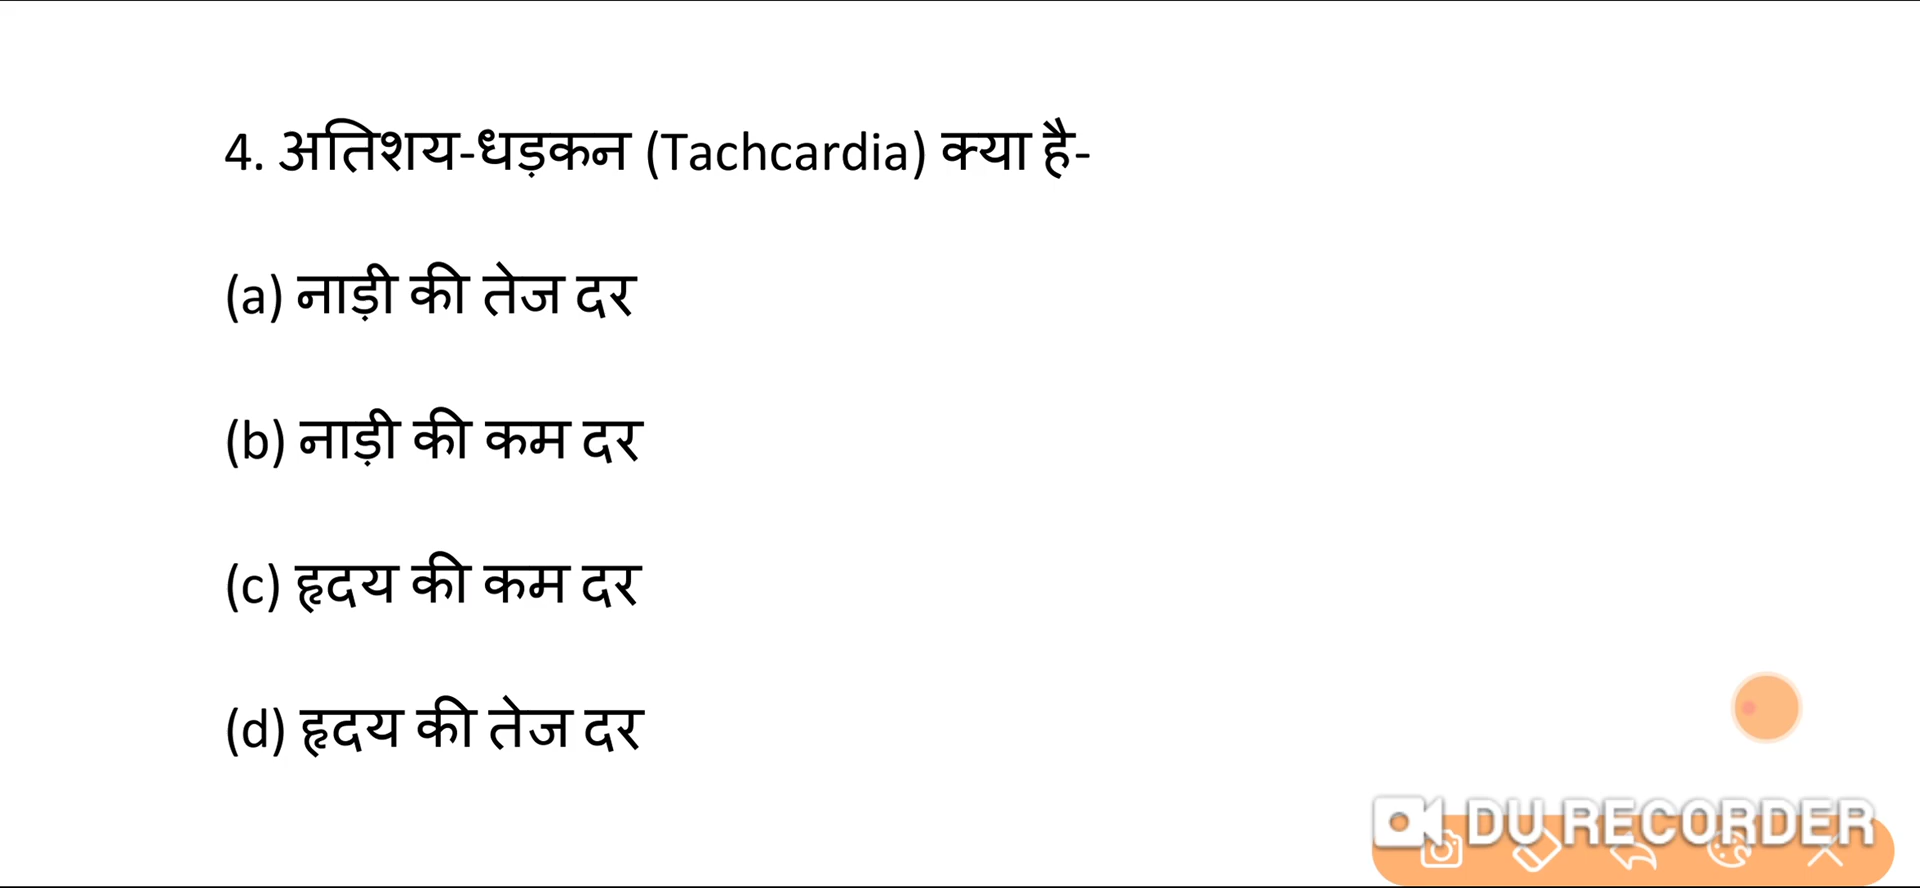 4. अतिशय-धड़कन (Tachcardia) क्या है-
(a) नाड़ी की तेज दर
(b) नाड़ी की कम दर
(c) हृदय की कम दर
(d) हृदय की तेज दर
DU RECORDER